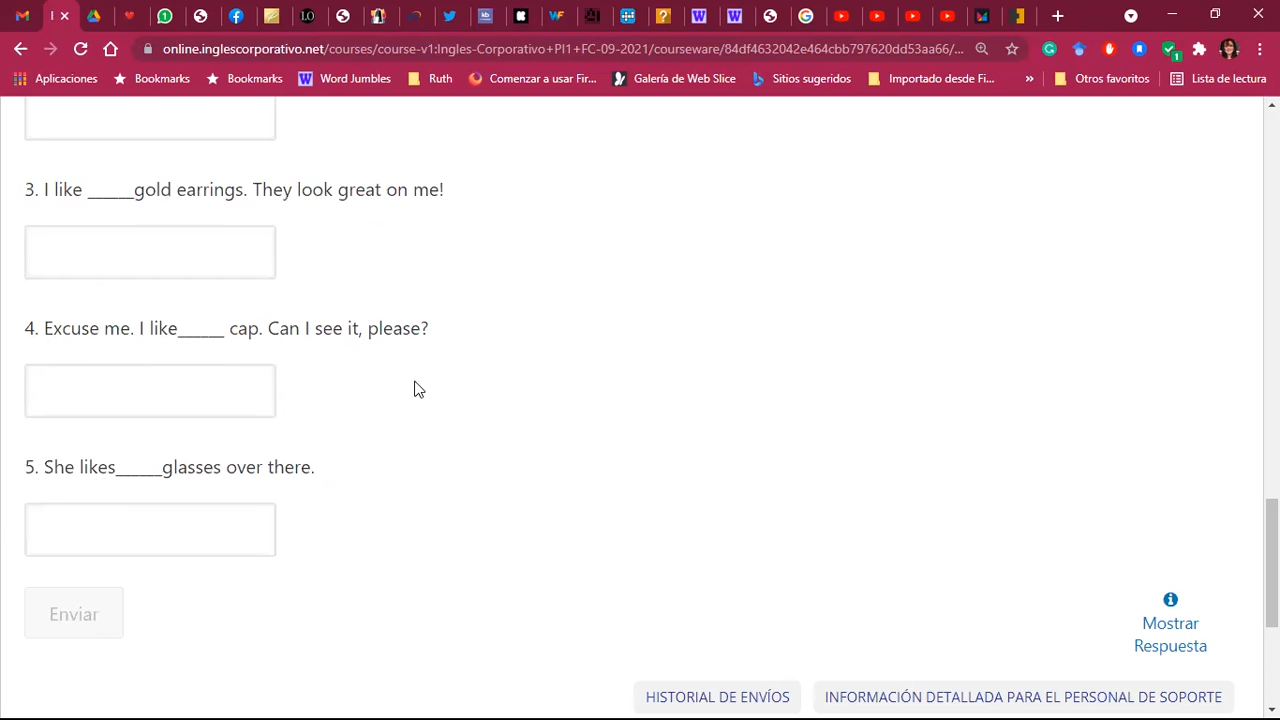 online.inglescorporativo.net/courses/course-v1:Ingles-Corporativo+PI1+FC-09-2021/courseware/84df4632042e464cbb797620dd53aa66/...
Aplicaciones Bookmarks Bookmarks Word Jumbles Ruth Comenzar a usar Fir... Galería de Web Slice Sitios sugeridos Importado desde Fi... » Otros favoritos Lista de lectura
3. I like ______gold earrings. They look great on me!
4. Excuse me. I like______ cap. Can I see it, please?
5. She likes______glasses over there.
Enviar
Mostrar
Respuesta
HISTORIAL DE ENVÍOS INFORMACIÓN DETALLADA PARA EL PERSONAL DE SOPORTE